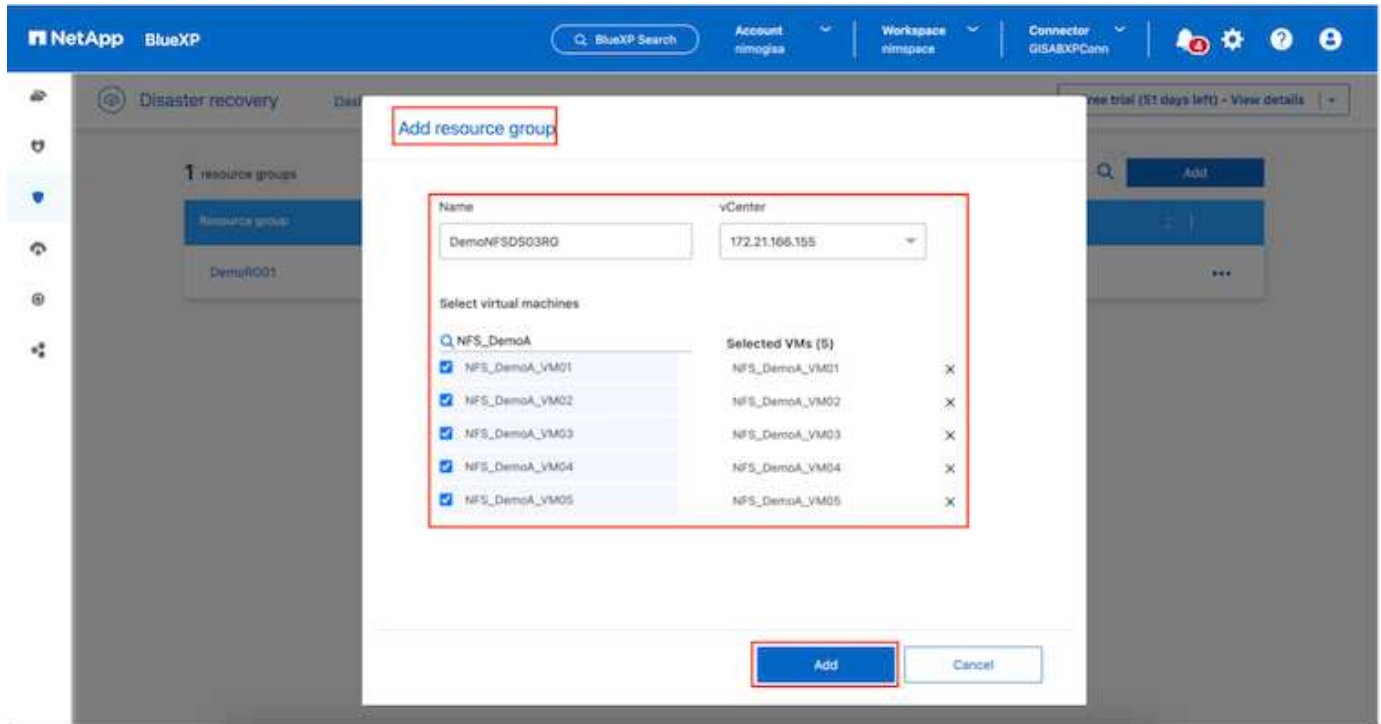 NetApp BlueXP
BlueXP Search
Account
nimogisa
Workspace
nimspace
Connector
GISABXPConn
4
Disaster recovery
free trial (51 days left) - View details
Add resource group
1 resource groups
Add
Resource group
DemoRG01
Name
vCenter
DemoNFSDS03RG
172.21.166.155
Select virtual machines
NFS_DemoA
Selected VMs (5)
NFS_DemoA_VM01
NFS_DemoA_VM01
NFS_DemoA_VM02
NFS_DemoA_VM02
NFS_DemoA_VM03
NFS_DemoA_VM03
NFS_DemoA_VM04
NFS_DemoA_VM04
NFS_DemoA_VM05
NFS_DemoA_VM05
Add
Cancel